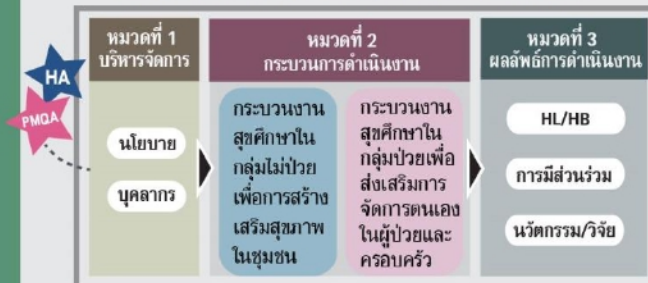 HA
PMQA
หมวดที่ 1
บริหารจัดการ
นโยบาย
บุคลากร
หมวดที่ 2
กระบวนการดำเนินงาน
กระบวนงาน
สุขศึกษาใน
กลุ่มไม่ป่วย
เพื่อการสร้าง
เสริมสุขภาพ
ในชุมชน
กระบวนงาน
สุขศึกษาใน
กลุ่มป่วยเพื่อ
ส่งเสริมการ
จัดการตนเอง
ในผู้ป่วยและ
ครอบครัว
หมวดที่ 3
ผลลัพธ์การดำเนินงาน
HL/HB
การมีส่วนร่วม
นวัตกรรม/วิจัย